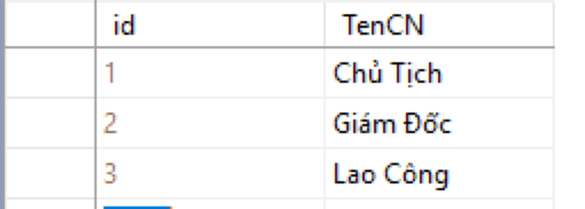 id TenCN
1 Chủ Tịch
2 Giám Đốc
3 Lao Công